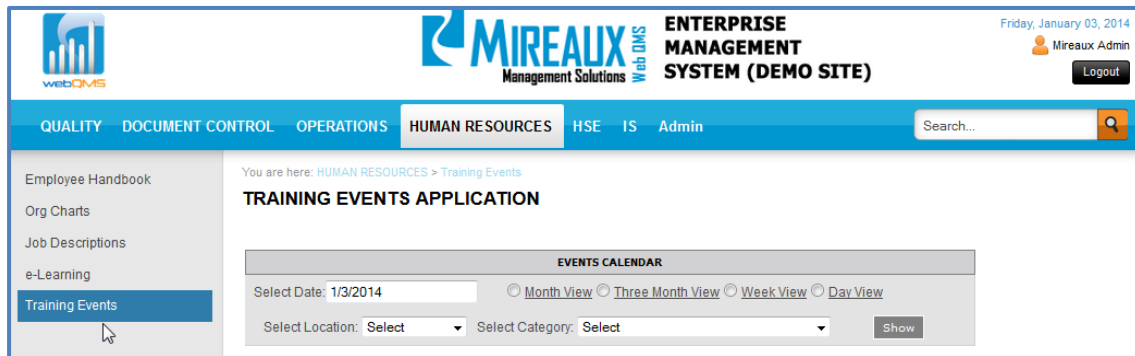 webQMS
MIREAUX
Management Solutions
WebQMS
ENTERPRISE
MANAGEMENT
SYSTEM (DEMO SITE)
Friday, January 03, 2014
Mireaux Admin
Logout
QUALITY DOCUMENT CONTROL OPERATIONS HUMAN RESOURCES HSE IS Admin
Search...
Employee Handbook
Org Charts
Job Descriptions
e-Learning
Training Events
You are here: HUMAN RESOURCES > Training Events
TRAINING EVENTS APPLICATION
EVENTS CALENDAR
Select Date: 1/3/2014 Month View Three Month View Week View Day View
Select Location: Select Select Category: Select Show